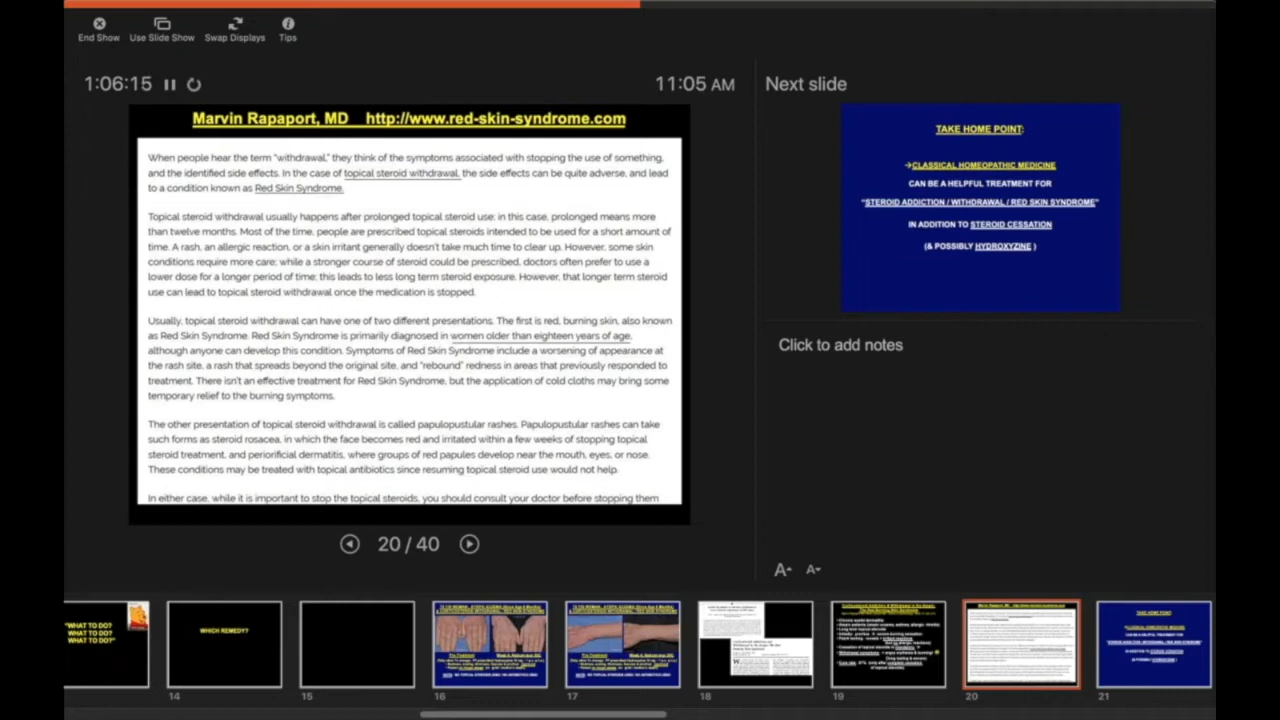 End Show
Use Slide Show
Swap Displays
Tips
1:06:15
11:05 AM
Next slide
Marvin Rapaport, MD http://www.red-skin-syndrome.com
When people hear the term "withdrawal," they think of the symptoms associated with stopping the use of something,
and the identified side effects. In the case of topical steroid withdrawal, the side effects can be quite adverse, and lead
to a condition known as Red Skin Syndrome.
Topical steroid withdrawal usually happens after prolonged topical steroid use; in this case, prolonged means more
than twelve months. Most of the time, people are prescribed topical steroids intended to be used for a short amount of
time. A rash, an allergic reaction, or a skin irritant generally doesn't take much time to clear up. However, some skin
conditions require more care; while a stronger course of steroid could be prescribed, doctors often prefer to use a
lower dose for a longer period of time; this leads to less long term steroid exposure. However, that longer term steroid
use can lead to topical steroid withdrawal once the medication is stopped.
Usually, topical steroid withdrawal can have one of two different presentations. The first is red, burning skin, also known
as Red Skin Syndrome. Red Skin Syndrome is primarily diagnosed in women older than eighteen years of age,
although anyone can develop this condition. Symptoms of Red Skin Syndrome include a worsening of appearance at
the rash site, a rash that spreads beyond the original site, and "rebound" redness in areas that previously responded to
treatment. There isn't an effective treatment for Red Skin Syndrome, but the application of cold cloths may bring some
temporary relief to the burning symptoms.
The other presentation of topical steroid withdrawal is called papulopustular rashes. Papulopustular rashes can take
such forms as steroid rosacea, in which the face becomes red and irritated within a few weeks of stopping topical
steroid treatment, and periorificial dermatitis, where groups of red papules develop near the mouth, eyes, or nose.
These conditions may be treated with topical antibiotics since resuming topical steroid use would not help.
In either case, while it is important to stop the topical steroids, you should consult your doctor before stopping them
TAKE HOME POINT:
→CLASSICAL HOMEOPATHIC MEDICINE
CAN BE A HELPFUL TREATMENT FOR
"STEROID ADDICTION / WITHDRAWAL / RED SKIN SYNDROME"
IN ADDITION TO STEROID CESSATION
(& POSSIBLY HYDROXYZINE )
Click to add notes
20 / 40
A A
"WHAT TO DO?
WHAT TO DO?
WHAT TO DO?"
WHICH REMEDY?
TAKE HOME POINT:
14
15
16
17
18
19
20
21